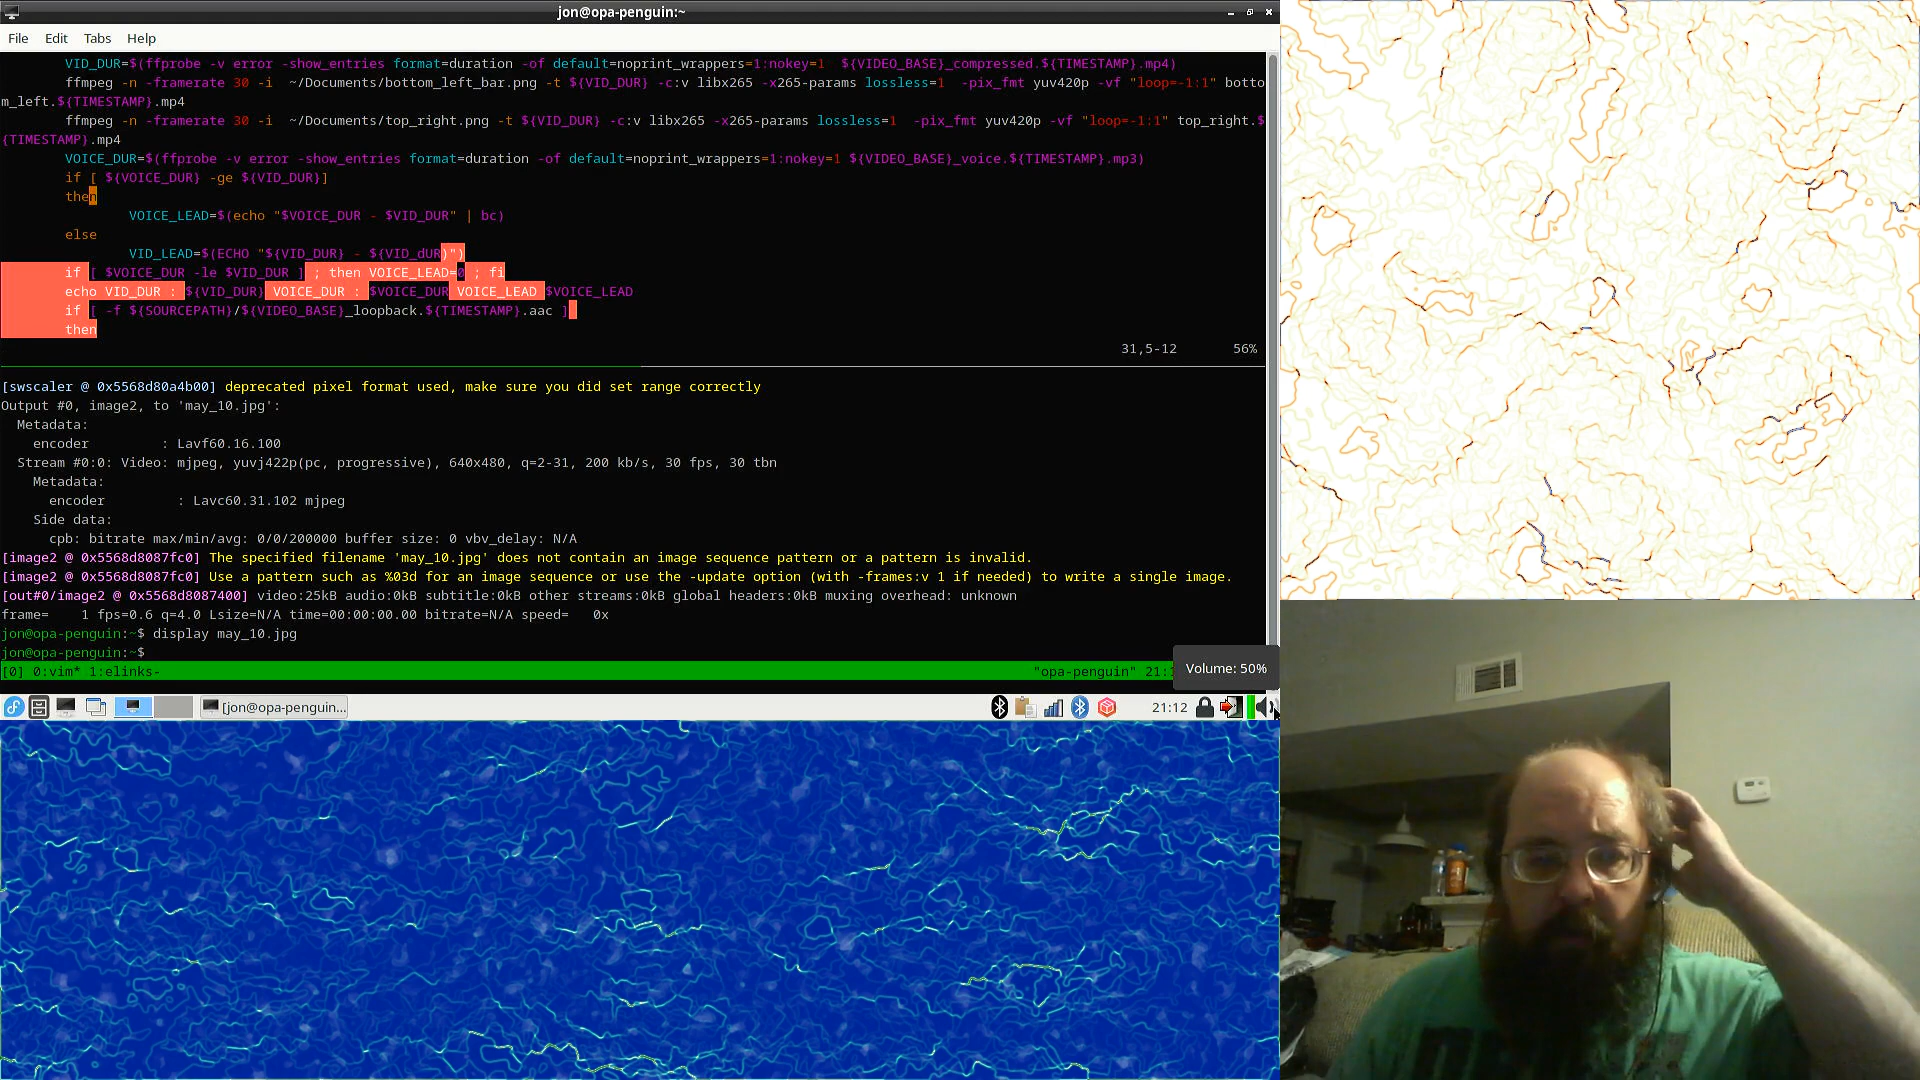 jon@opa-penguin:~
File Edit Tabs Help
VID_DUR=$(ffprobe -v error -show_entries format=duration -of default=noprint_wrappers=1:nokey=1  ${VIDEO_BASE}_compressed.${TIMESTAMP}.mp4)
ffmpeg -n -framerate 30 -i  ~/Documents/bottom_left_bar.png -t ${VID_DUR} -c:v libx265 -x265-params lossless=1  -pix_fmt yuv420p -vf "loop=-1:1" botto
m_left.${TIMESTAMP}.mp4
ffmpeg -n -framerate 30 -i  ~/Documents/top_right.png -t ${VID_DUR} -c:v libx265 -x265-params lossless=1  -pix_fmt yuv420p -vf "loop=-1:1" top_right.$
{TIMESTAMP}.mp4
VOICE_DUR=$(ffprobe -v error -show_entries format=duration -of default=noprint_wrappers=1:nokey=1 ${VIDEO_BASE}_voice.${TIMESTAMP}.mp3)
if [ ${VOICE_DUR} -ge ${VID_DUR}]
then
VOICE_LEAD=$(echo "$VOICE_DUR - $VID_DUR" | bc)
else
VID_LEAD=$(ECHO "${VID_DUR} - ${VID_dUR)")
if [ $VOICE_DUR -le $VID_DUR ] ; then VOICE_LEAD=0 ; fi
echo VID_DUR : ${VID_DUR} VOICE_DUR : $VOICE_DUR VOICE_LEAD $VOICE_LEAD
if [ -f ${SOURCEPATH}/${VIDEO_BASE}_loopback.${TIMESTAMP}.aac ]
then
31,5-12 56%
[swscaler @ 0x5568d80a4b00] deprecated pixel format used, make sure you did set range correctly
Output #0, image2, to 'may_10.jpg':
Metadata:
encoder : Lavf60.16.100
Stream #0:0: Video: mjpeg, yuvj422p(pc, progressive), 640x480, q=2-31, 200 kb/s, 30 fps, 30 tbn
Metadata:
encoder : Lavc60.31.102 mjpeg
Side data:
cpb: bitrate max/min/avg: 0/0/200000 buffer size: 0 vbv_delay: N/A
[image2 @ 0x5568d8087fc0] The specified filename 'may_10.jpg' does not contain an image sequence pattern or a pattern is invalid.
[image2 @ 0x5568d8087fc0] Use a pattern such as %03d for an image sequence or use the -update option (with -frames:v 1 if needed) to write a single image.
[out#0/image2 @ 0x5568d8087400] video:25kB audio:0kB subtitle:0kB other streams:0kB global headers:0kB muxing overhead: unknown
frame=    1 fps=0.6 q=4.0 Lsize=N/A time=00:00:00.00 bitrate=N/A speed=   0x
jon@opa-penguin:~$ display may_10.jpg
jon@opa-penguin:~$
[0] 0:vim* 1:elinks- "opa-penguin" 21:1
Volume: 50%
[jon@opa-penguin... 21:12